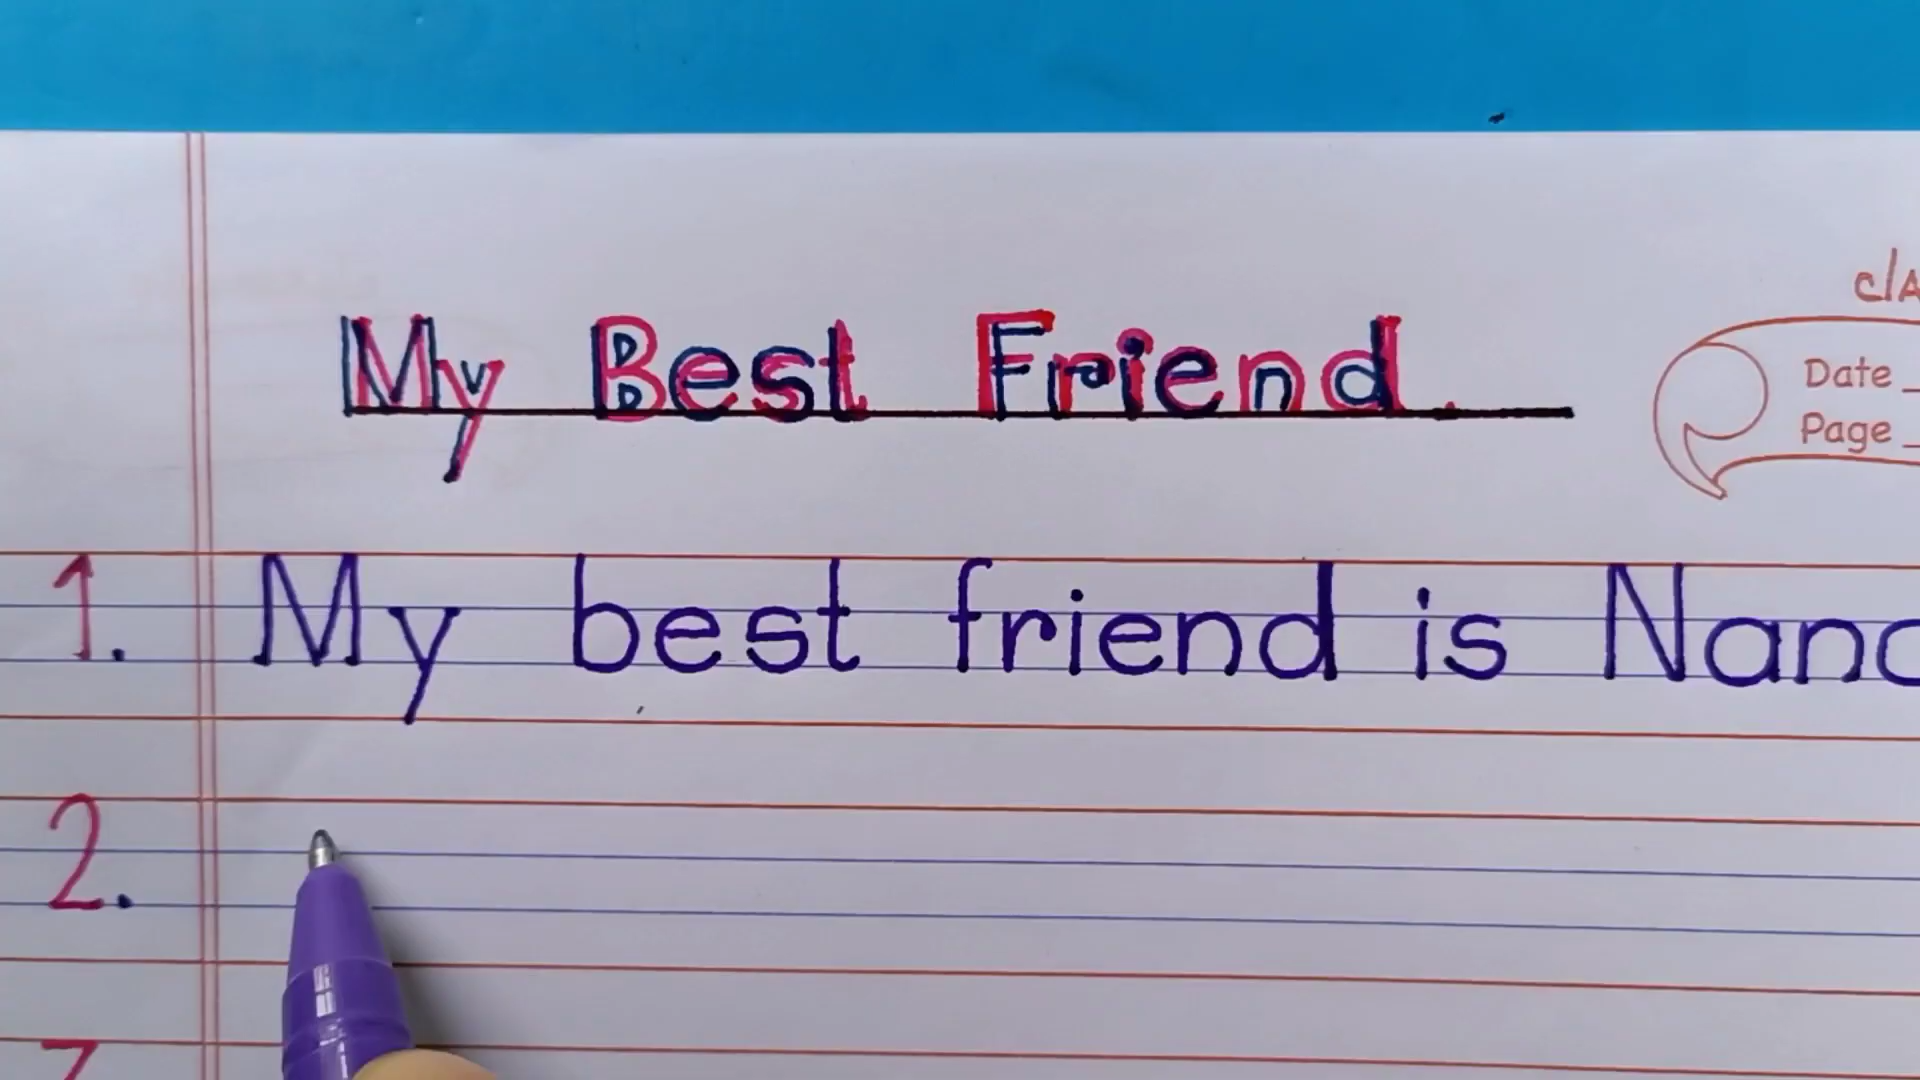 My Best Friend.
Date
Page
1. My best friend is
2.